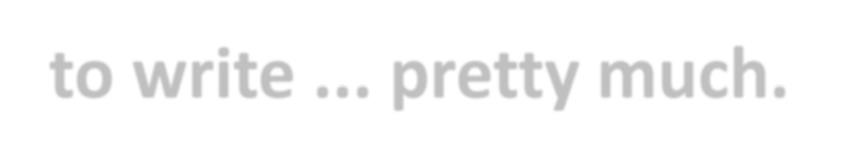 to write ... pretty much.